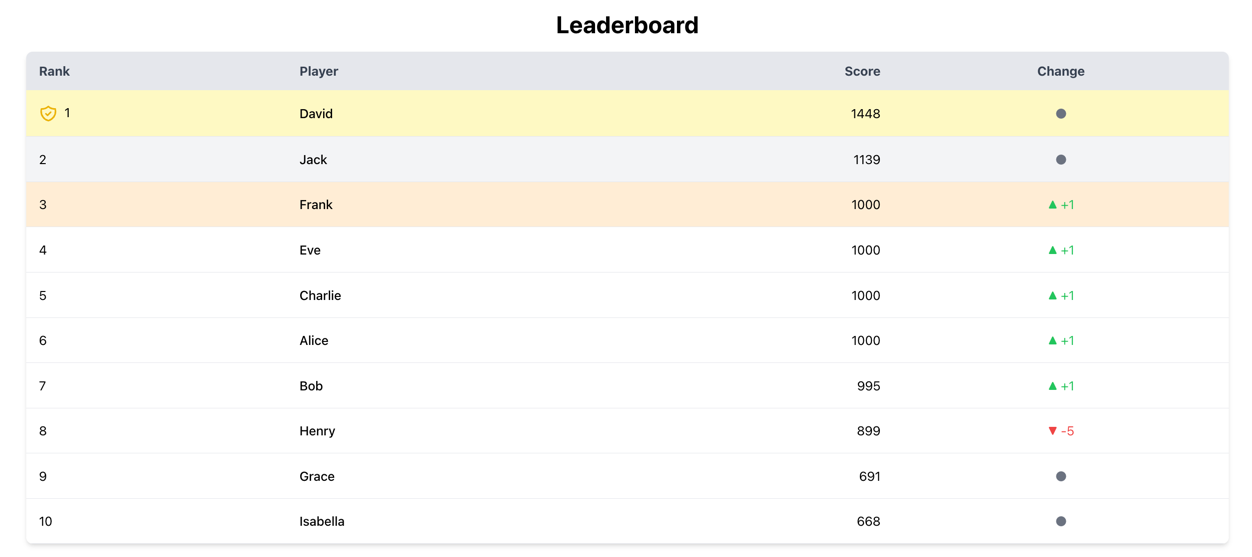 Leaderboard
Rank Player Score Change
1 David 1448
2 Jack 1139
3 Frank 1000 ▲ +1
4 Eve 1000 ▲ +1
5 Charlie 1000 ▲ +1
6 Alice 1000 ▲ +1
7 Bob 995 ▲ +1
8 Henry 899 ▼ -5
9 Grace 691
10 Isabella 668